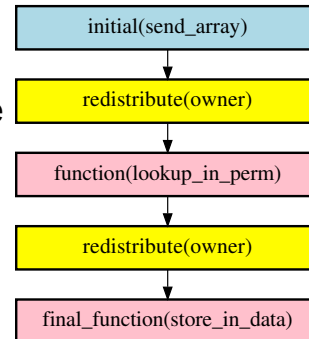 initial(send_array)
redistribute(owner)
e
function(lookup_in_perm)
redistribute(owner)
final_function(store_in_data)